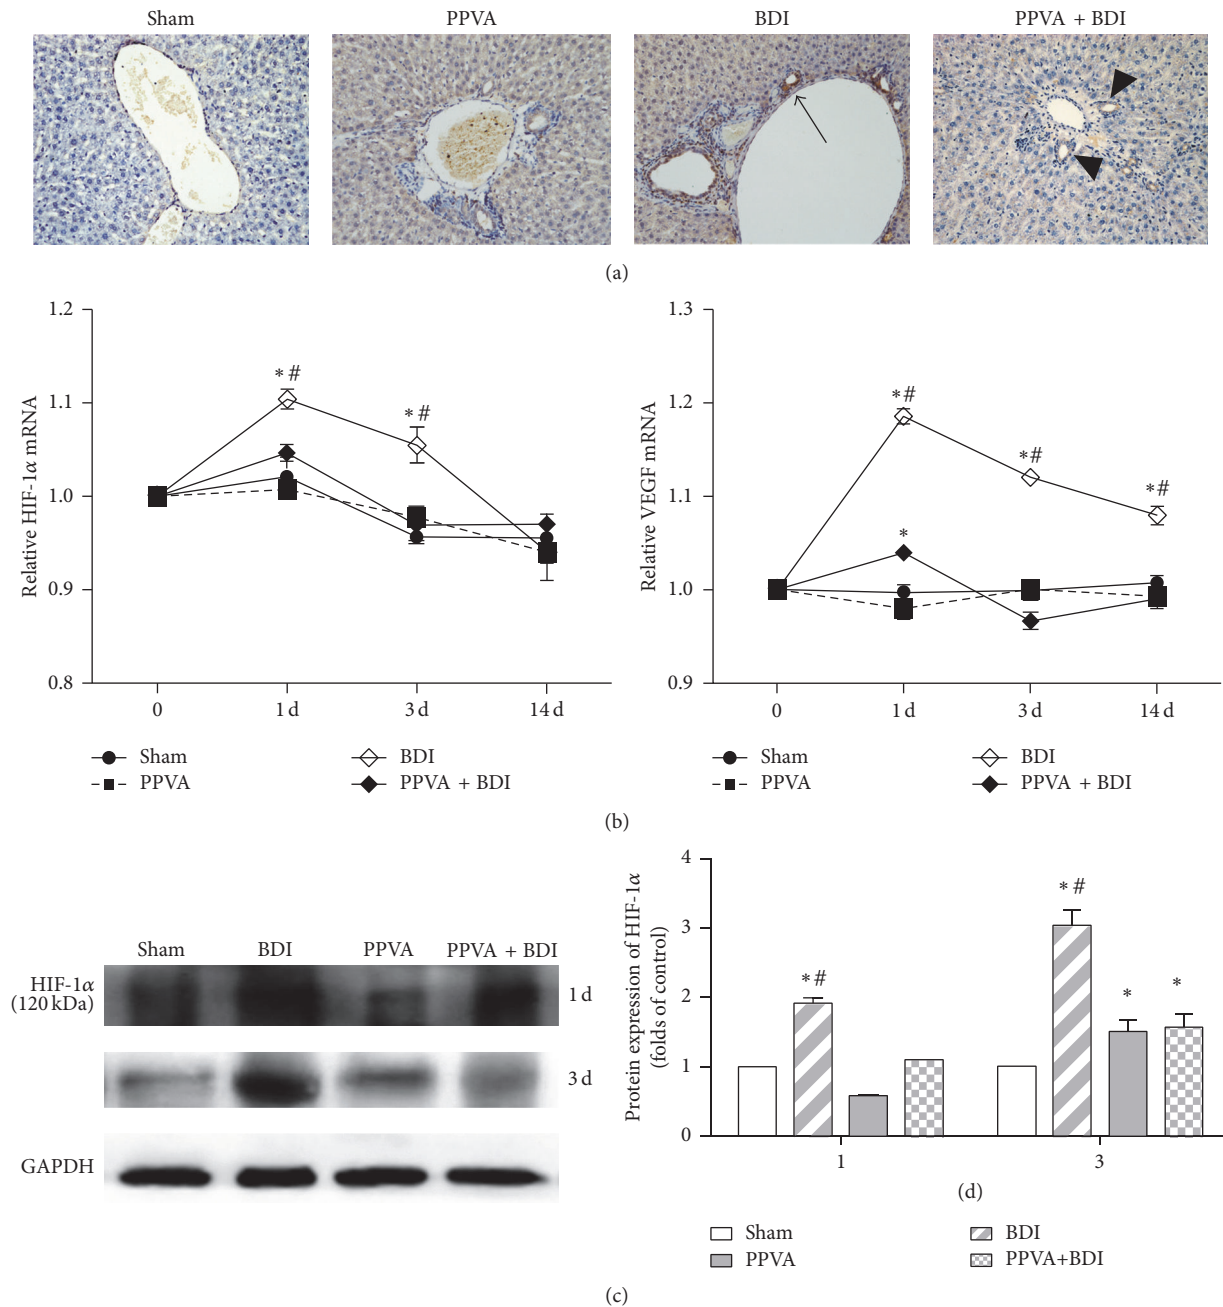 Sham PPVA BDI PPVA + BDI
(a)
1.2
1.1
1.0
0.9
0.8
Relative HIF-1α mRNA
*#
*#
0 1 d 3 d 14 d
Sham BDI
PPVA PPVA + BDI
1.3
1.2
1.1
1.0
0.9
Relative VEGF mRNA
*#
*#
*#
*
0 1 d 3 d 14 d
Sham BDI
PPVA PPVA + BDI
(b)
Sham BDI PPVA PPVA + BDI
HIF-1α
(120 kDa)
1 d
3 d
GAPDH
4
3
2
1
0
Protein expression of HIF-1α
(folds of control)
*#
*#
* *
1 3
(d)
Sham BDI
PPVA PPVA+BDI
(c)